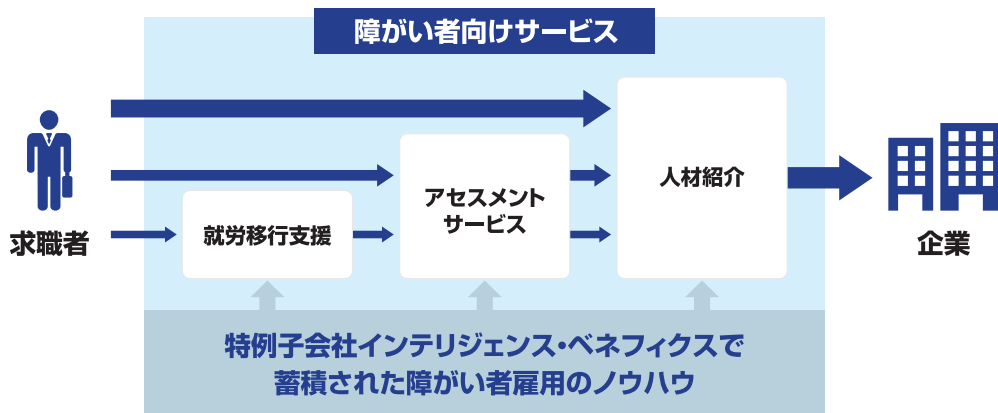 障がい者向けサービス
求職者
就労移行支援
アセスメント
サービス
人材紹介
企業
特例子会社インテリジェンス・ベネフィクスで
蓄積された障がい者雇用のノウハウ